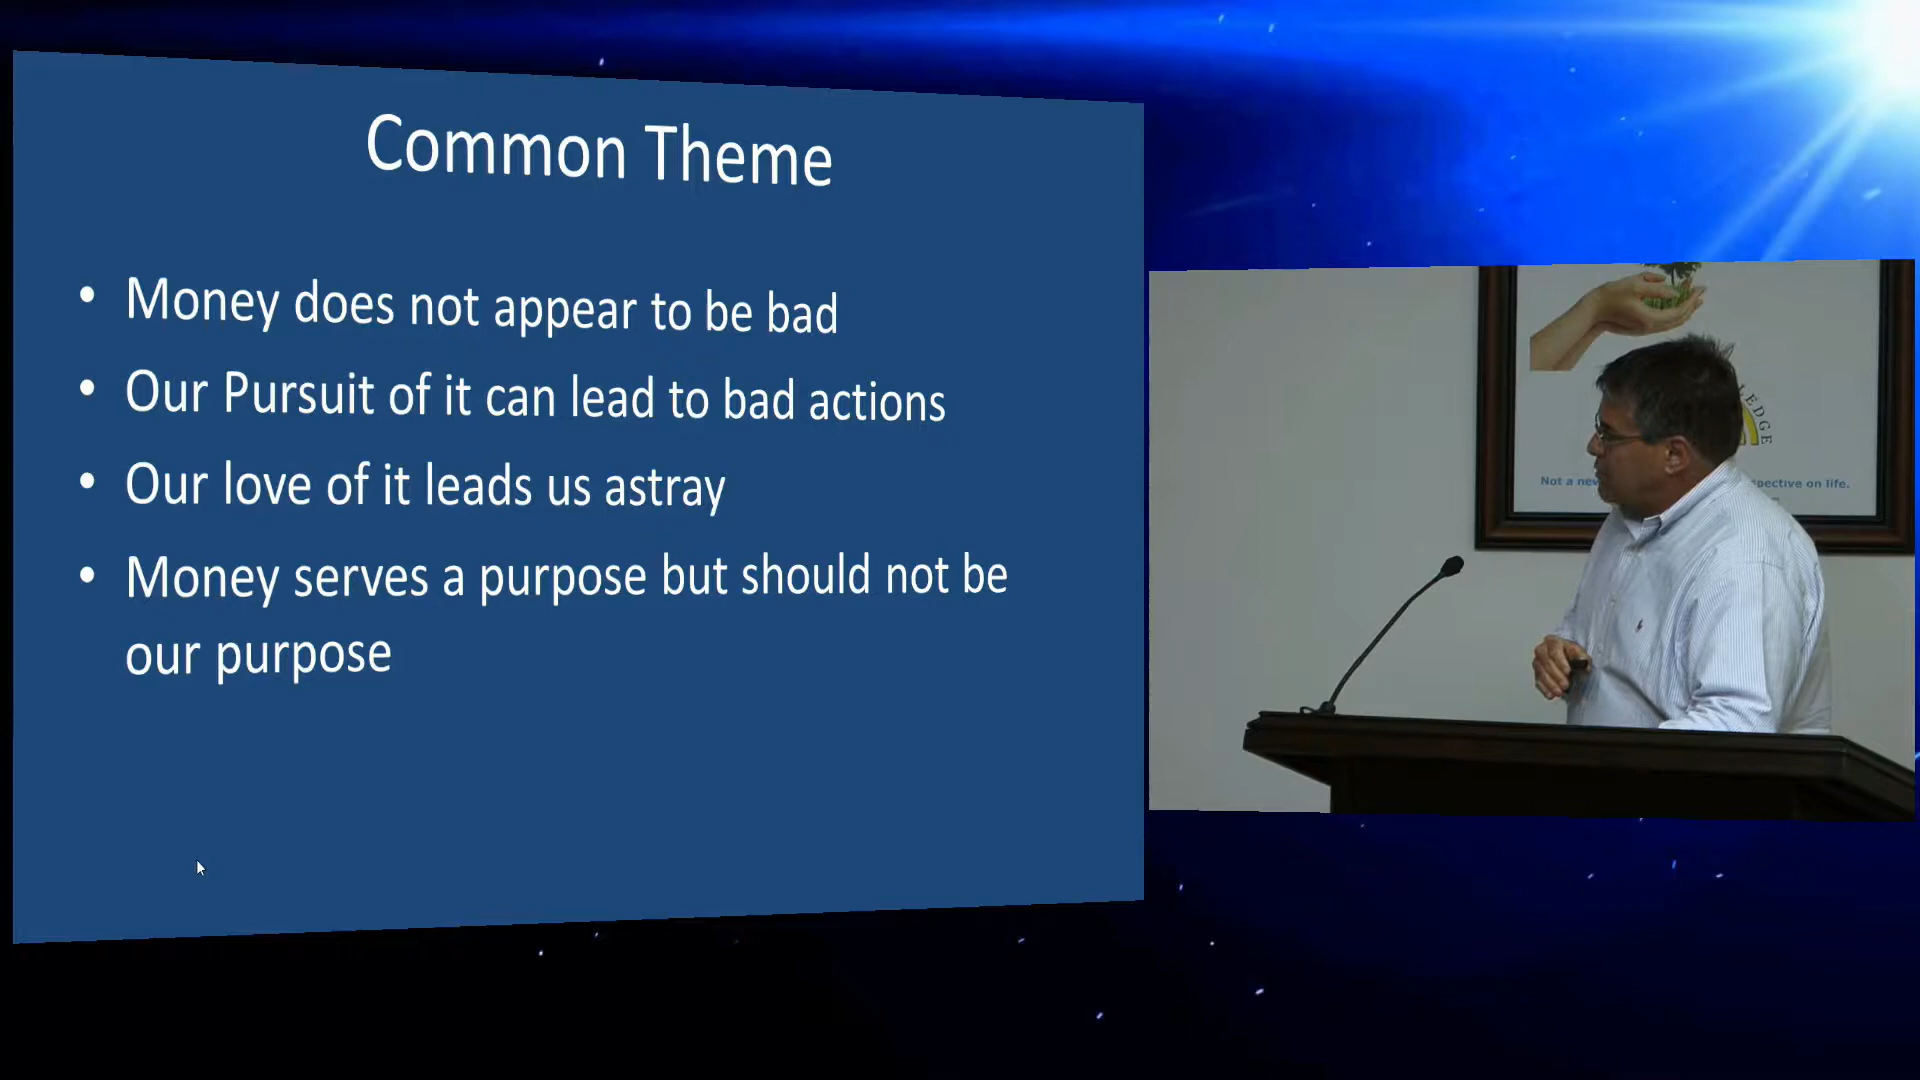 Common Theme
• Money does not appear to be bad
• Our Pursuit of it can lead to bad actions
• Our love of it leads us astray
• Money serves a purpose but should not be
our purpose
LEDGE
Not a spective on life.